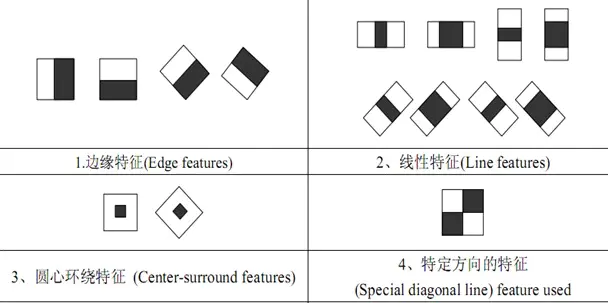 1.边缘特征(Edge features)
2、线性特征(Line features)
3、圆心环绕特征 (Center-surround features)
4、特定方向的特征
(Special diagonal line) feature used